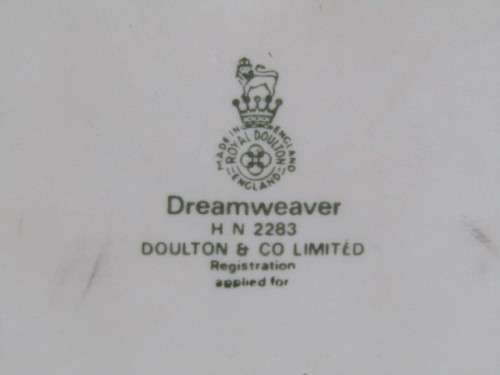 MADE IN ENGLAND
ROYAL DOULTON
ENGLAND
Dreamweaver
H N 2283
DOULTON & CO LIMITED
Registration
applied for